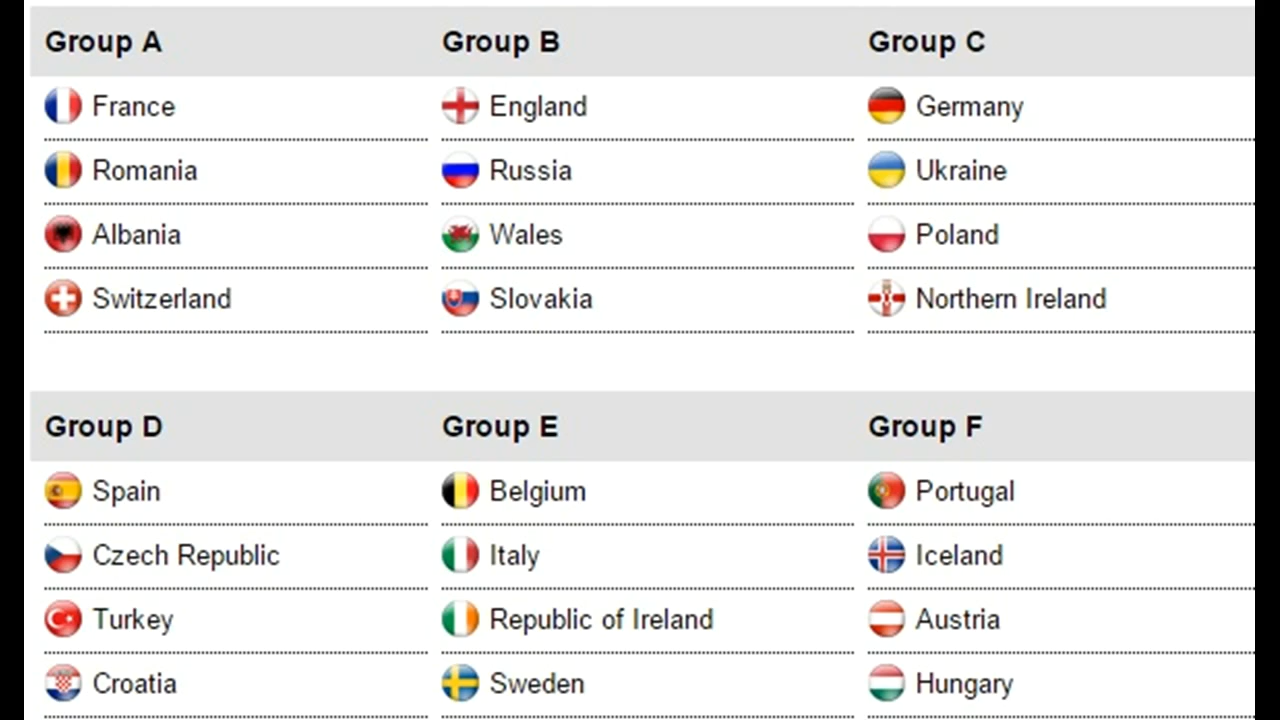 Group A Group B Group C
France England Germany
Romania Russia Ukraine
Albania Wales Poland
Switzerland Slovakia Northern Ireland
Group D Group E Group F
Spain Belgium Portugal
Czech Republic Italy Iceland
Turkey Republic of Ireland Austria
Croatia Sweden Hungary